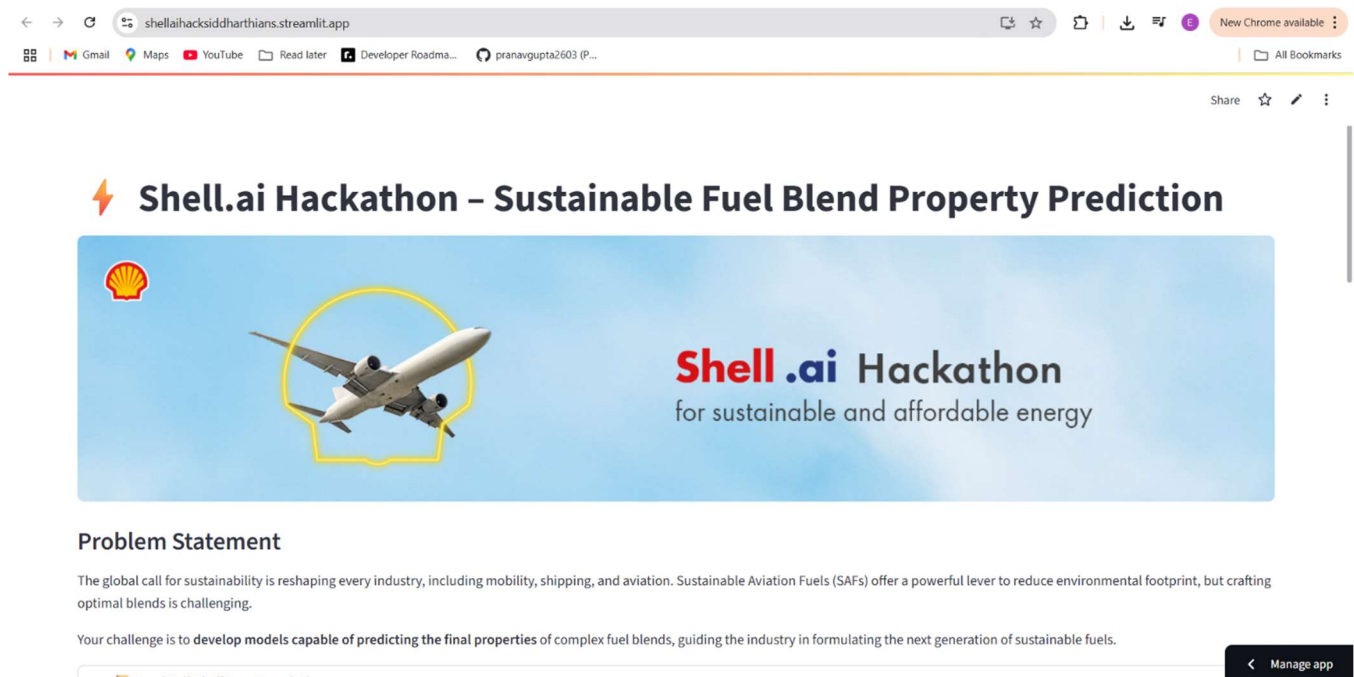 shellaihacksiddharthians.streamlit.app
E
New Chrome available
Gmail
Maps
YouTube
Read later
Developer Roadma...
pranavgupta2603 (P...
All Bookmarks
Share
Shell.ai Hackathon – Sustainable Fuel Blend Property Prediction
Shell.ai Hackathon
for sustainable and affordable energy
Problem Statement
The global call for sustainability is reshaping every industry, including mobility, shipping, and aviation. Sustainable Aviation Fuels (SAFs) offer a powerful lever to reduce environmental footprint, but crafting
optimal blends is challenging.
Your challenge is to develop models capable of predicting the final properties of complex fuel blends, guiding the industry in formulating the next generation of sustainable fuels.
Manage app